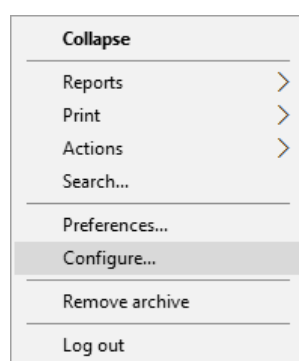 Collapse
Reports
Print
Actions
Search...
Preferences...
Configure...
Remove archive
Log out